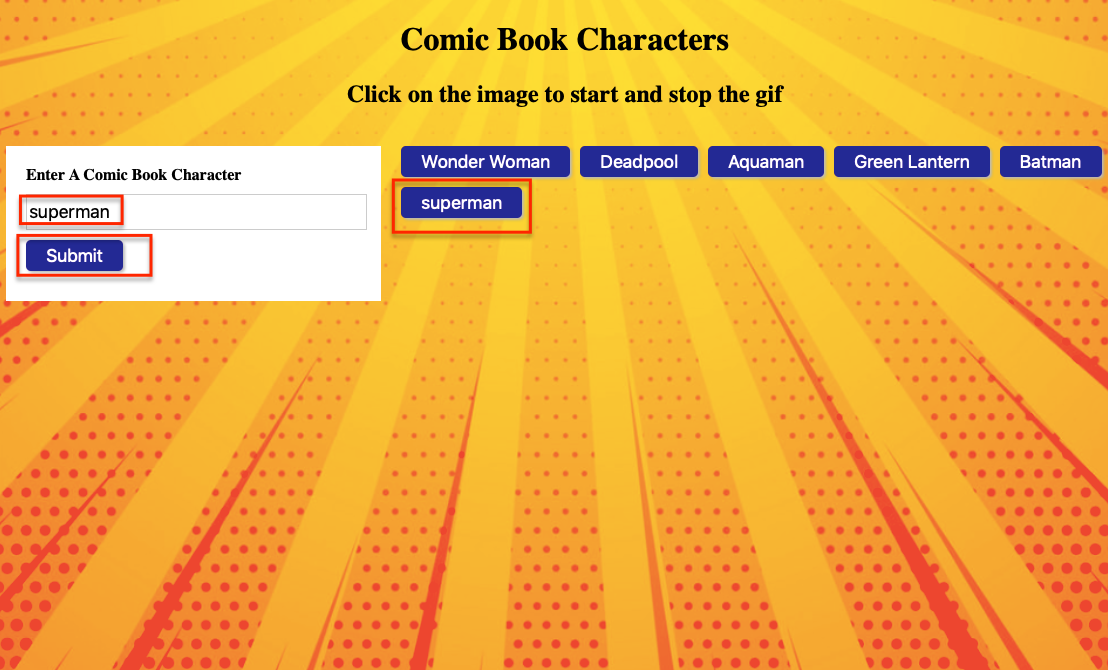 Comic Book Characters
Click on the image to start and stop the gif
Enter A Comic Book Character
superman
Submit
Wonder Woman Deadpool Aquaman Green Lantern Batman
superman